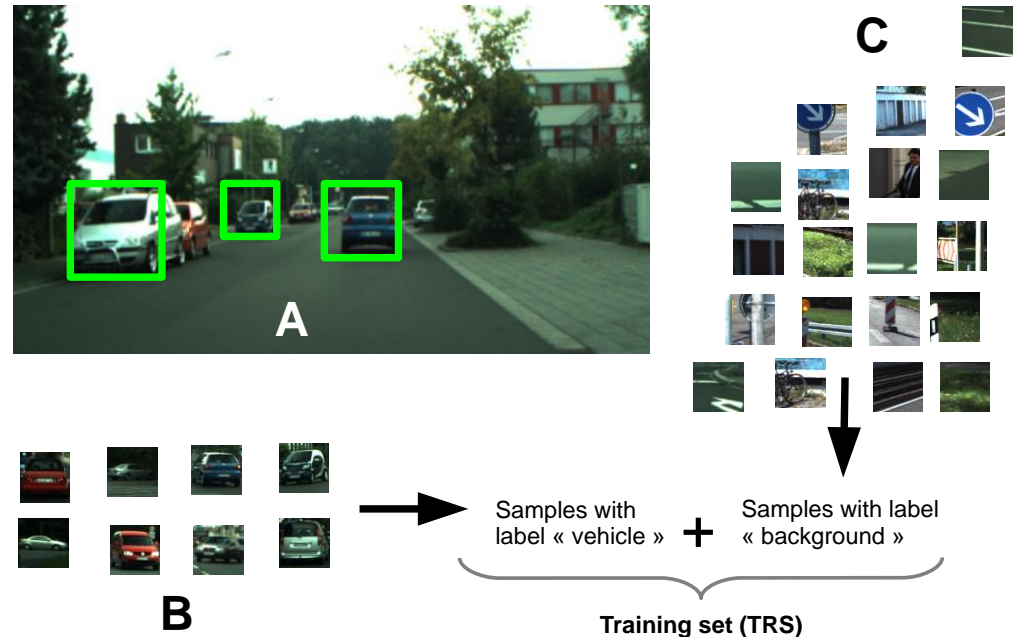 C
A
Samples with
label « vehicle »
+
Samples with label
« background »
B
Training set (TRS)